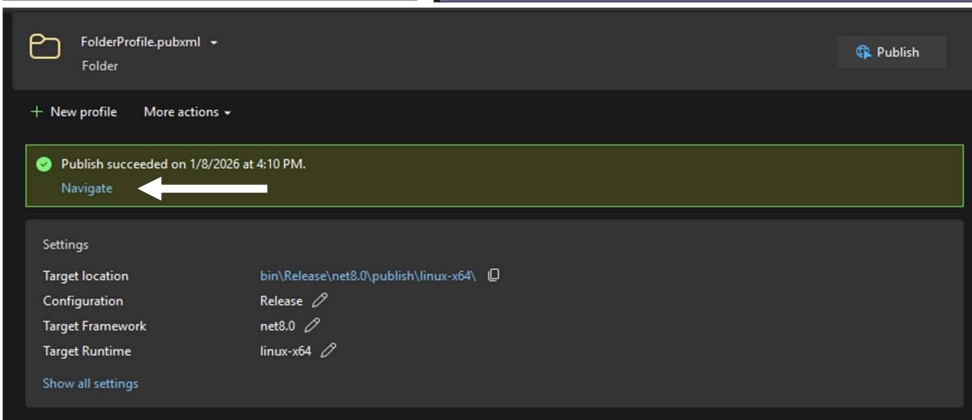 FolderProfile.pubxml
Folder
Publish
New profile More actions
Publish succeeded on 1/8/2026 at 4:10 PM.
Navigate
Settings
Target location bin\Release\net8.0\publish\linux-x64\
Configuration Release
Target Framework net8.0
Target Runtime linux-x64
Show all settings